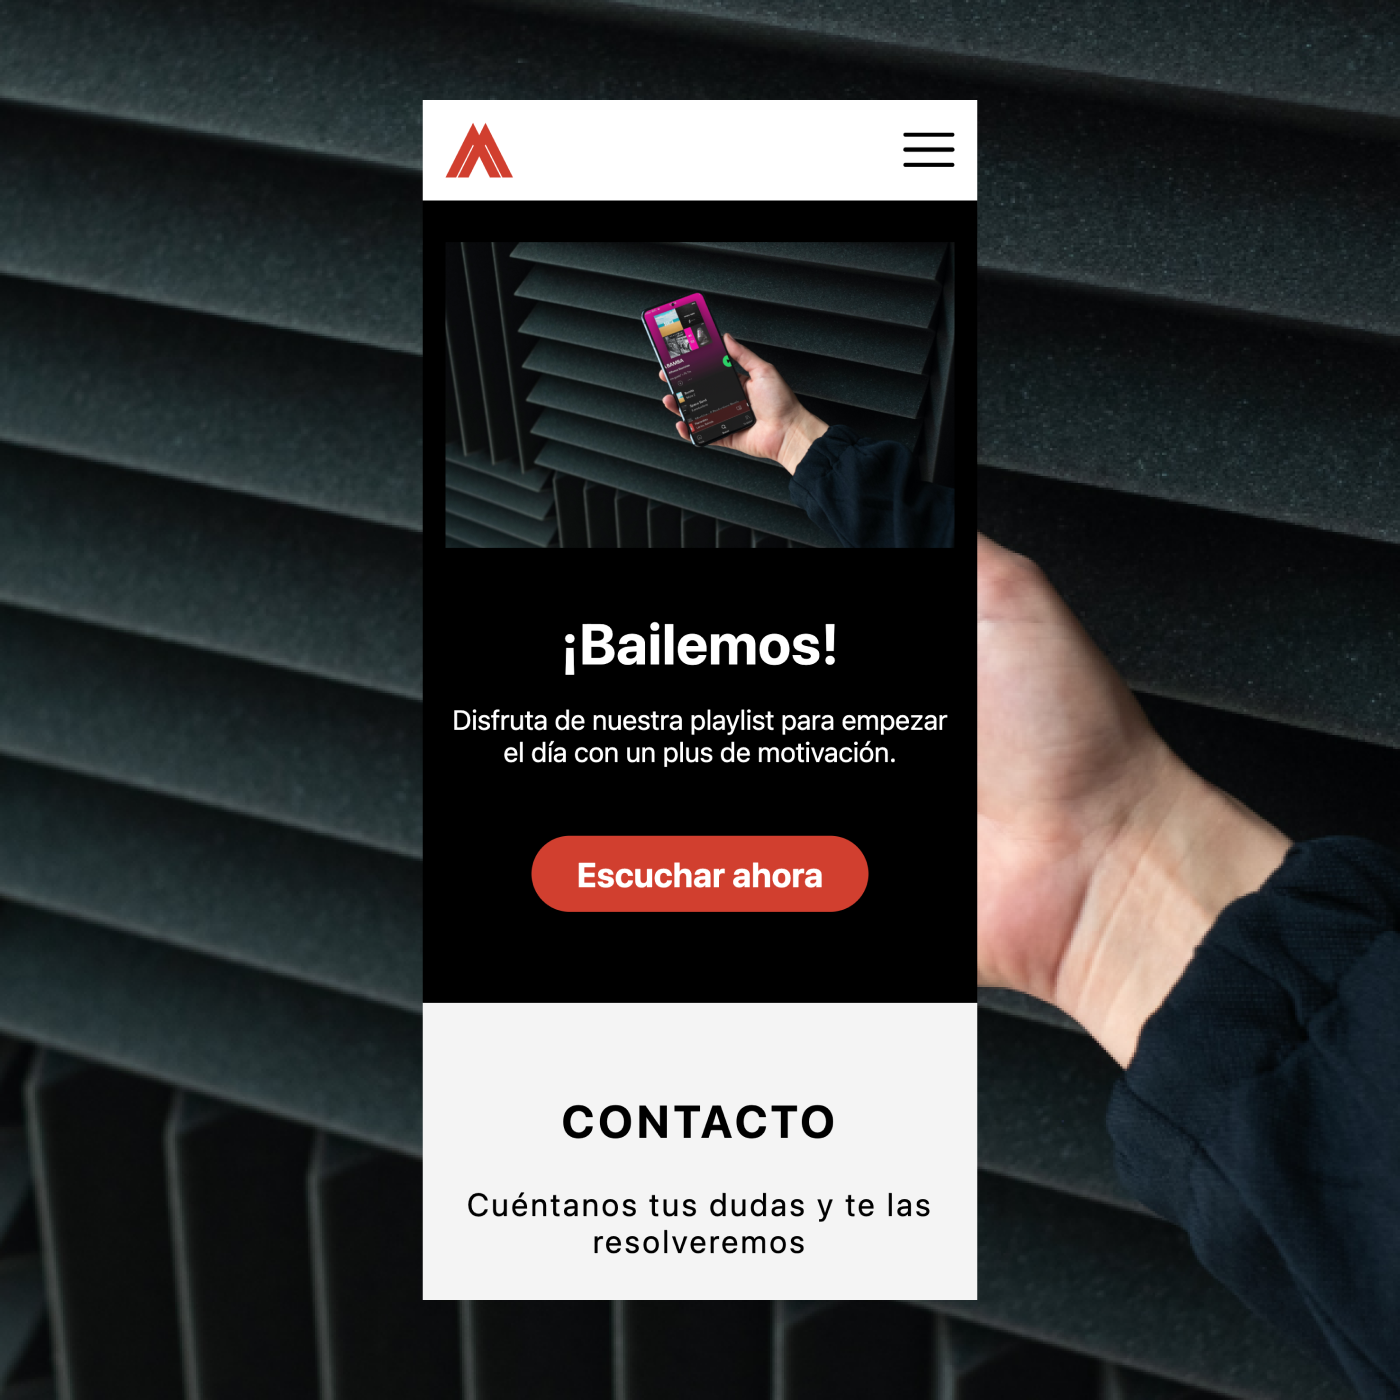 ¡Bailemos!
Disfruta de nuestra playlist para empezar
el día con un plus de motivación.
Escuchar ahora
CONTACTO
Cuéntanos tus dudas y te las
resolveremos